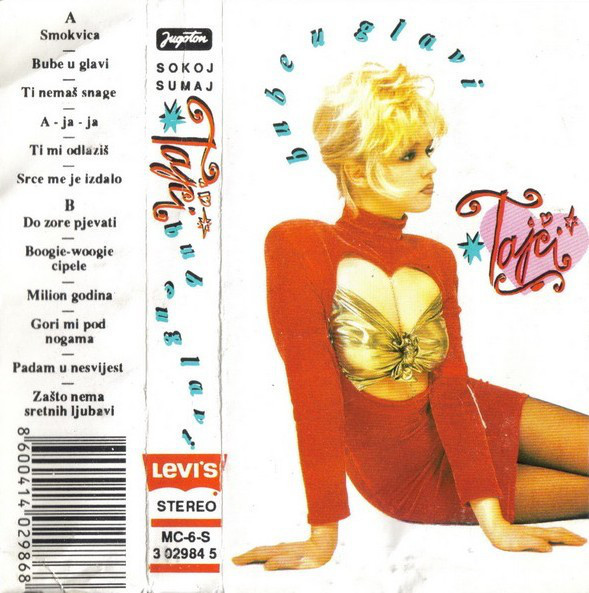 A
Smokvica
Bube u glavi
Ti nemaš snage
A - ja - ja
Ti mi odlaziš
Srce me je izdalo
B
Do zore pjevati
Boogie-woogie
cipele
Milion godina
Gori mi pod
nogama
Padam u nesvijest
Zašto nema
sretnih ljubavi
8600414029868
Jugoton
SOKOJ
SUMAJ
Tajči
bube u glavi
LEVI'S
STEREO
MC-6-S
3 02984 5
bube u glavi
Tajči